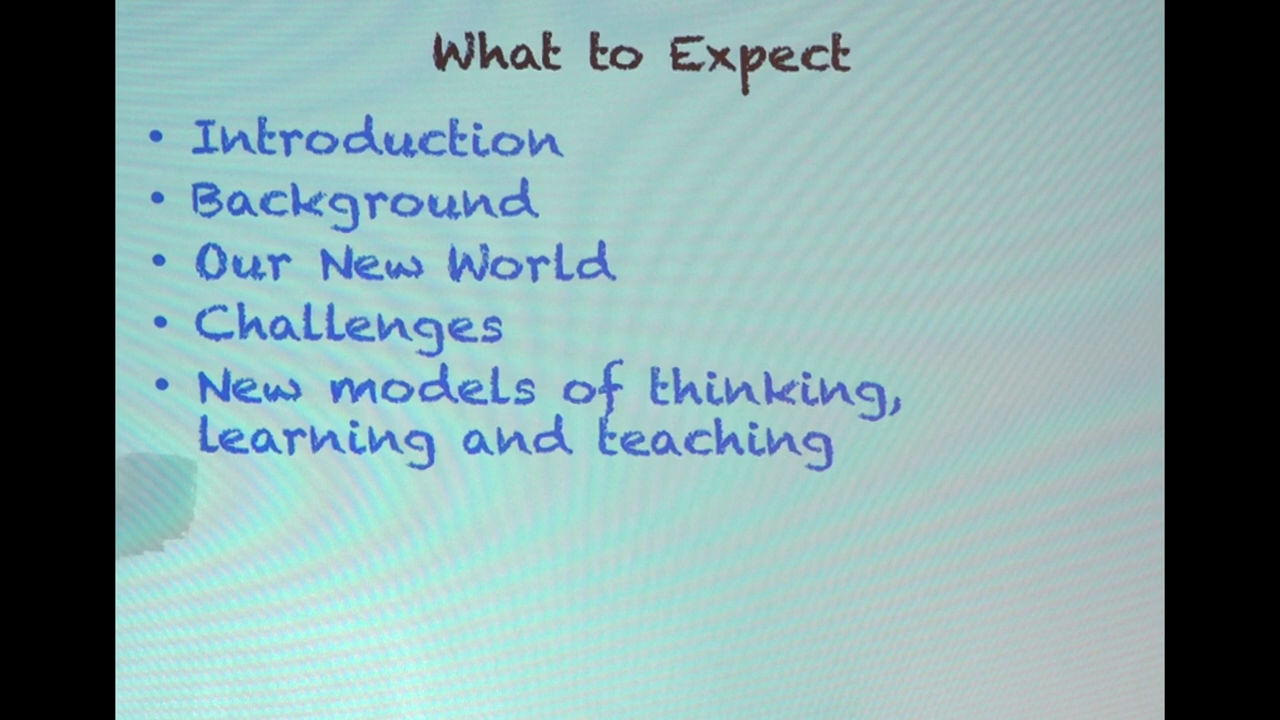 What to Expect
• Introduction
• Background
• Our New World
• Challenges
• New models of thinking,
learning and teaching